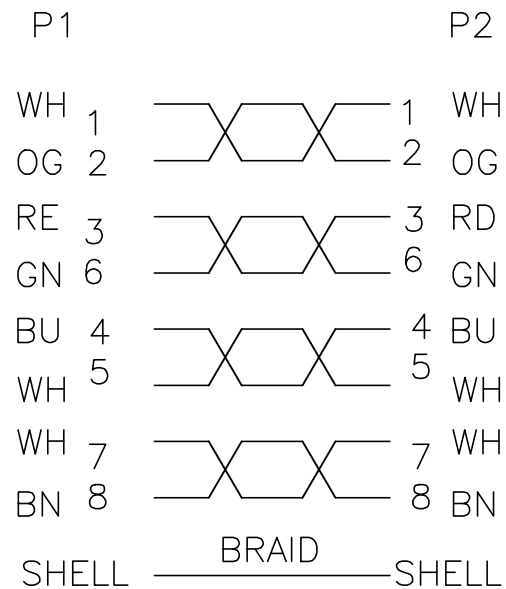 P1 P2
WH 1 1 WH
OG 2 2 OG
RE 3 3 RD
GN 6 6 GN
BU 4 4 BU
WH 5 5 WH
WH 7 7 WH
BN 8 8 BN
BRAID
SHELL SHELL